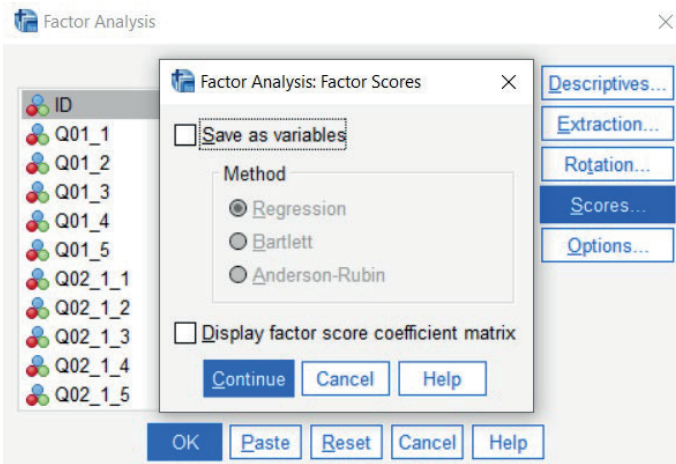 Factor Analysis
ID
Q01_1
Q01_2
Q01_3
Q01_4
Q01_5
Q02_1_1
Q02_1_2
Q02_1_3
Q02_1_4
Q02_1_5
Factor Analysis: Factor Scores
Save as variables
Method
Regression
Bartlett
Anderson-Rubin
Display factor score coefficient matrix
Continue Cancel Help
Descriptives...
Extraction...
Rotation...
Scores...
Options...
OK Paste Reset Cancel Help